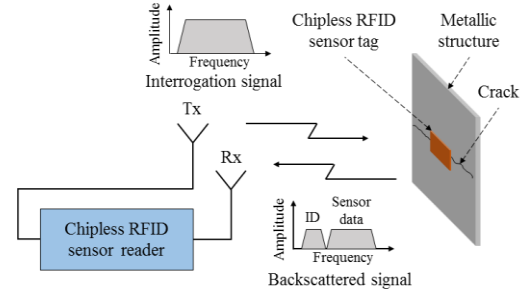 Amplitude
Frequency
Interrogation signal
Chipless RFID
sensor tag
Metallic
structure
Crack
Tx
Rx
Chipless RFID
sensor reader
Amplitude
ID
Sensor
data
Frequency
Backscattered signal